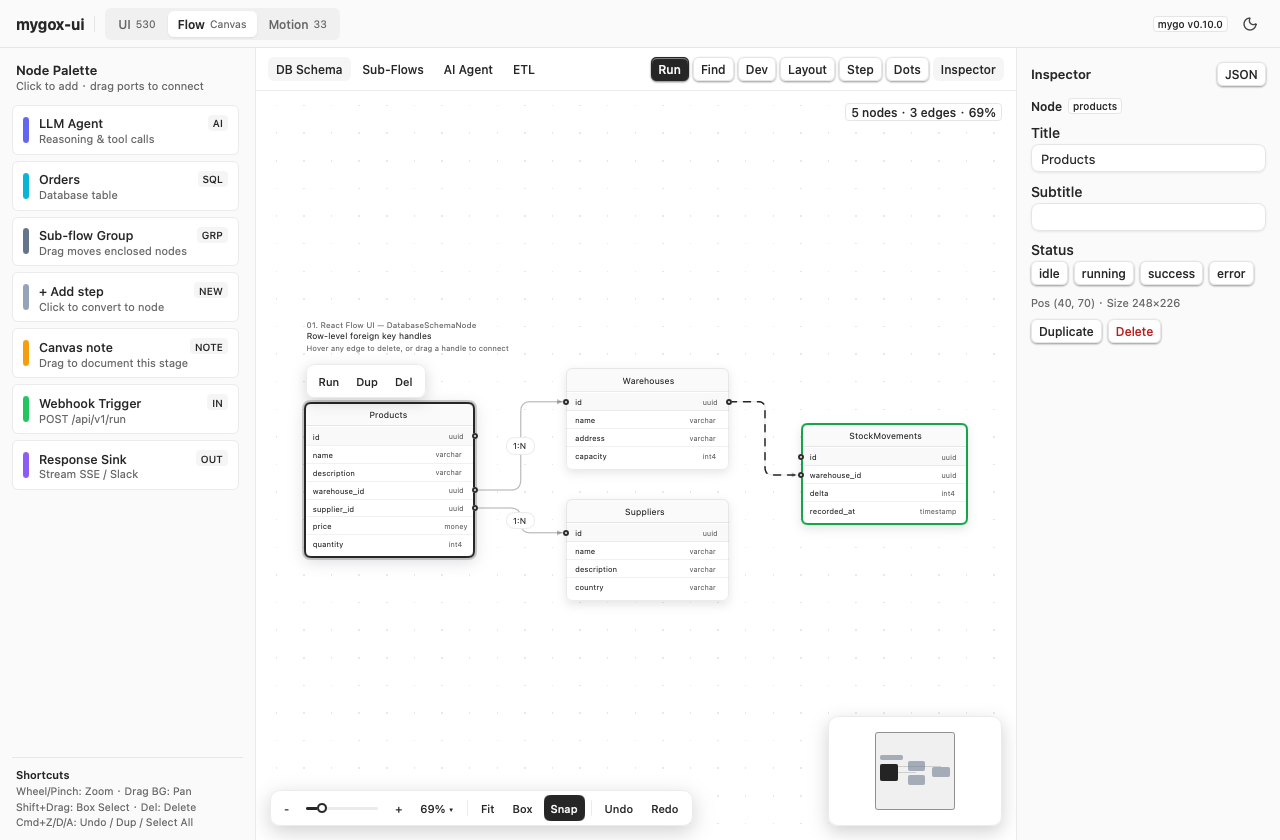 mygox-ui
UI 530
Flow Canvas
Motion 33
mygo v0.10.0
Node Palette
Click to add · drag ports to connect
LLM Agent
AI
Reasoning & tool calls
Orders
SQL
Database table
Sub-flow Group
GRP
Drag moves enclosed nodes
+ Add step
NEW
Click to convert to node
Canvas note
NOTE
Drag to document this stage
Webhook Trigger
IN
POST /api/v1/run
Response Sink
OUT
Stream SSE / Slack
Shortcuts
Wheel/Pinch: Zoom · Drag BG: Pan
Shift+Drag: Box Select · Del: Delete
Cmd+Z/D/A: Undo / Dup / Select All
DB Schema
Sub-Flows
AI Agent
ETL
Run
Find
Dev
Layout
Step
Dots
Inspector
5 nodes · 3 edges · 69%
01. React Flow UI — DatabaseSchemaNode
Row-level foreign key handles
Hover any edge to delete, or drag a handle to connect
Run
Dup
Del
Products
id uuid
name varchar
description varchar
warehouse_id uuid
supplier_id uuid
price money
quantity int4
1:N
1:N
Warehouses
id uuid
name varchar
address varchar
capacity int4
Suppliers
id uuid
name varchar
description varchar
country varchar
StockMovements
id uuid
warehouse_id uuid
delta int4
recorded_at timestamp
-
+
69% ▾
Fit
Box
Snap
Undo
Redo
Inspector
JSON
Node products
Title
Products
Subtitle
Status
idle
running
success
error
Pos (40, 70) · Size 248×226
Duplicate
Delete